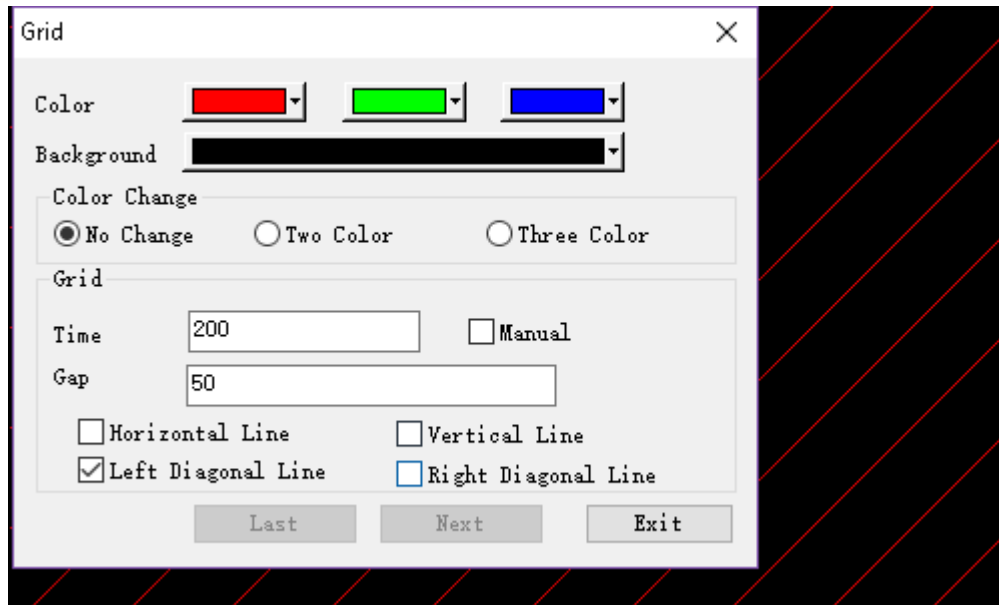 Grid
Color
Background
Color Change
No Change Two Color Three Color
Grid
Time 200 Manual
Gap 50
Horizontal Line Vertical Line
Left Diagonal Line Right Diagonal Line
Last Next Exit